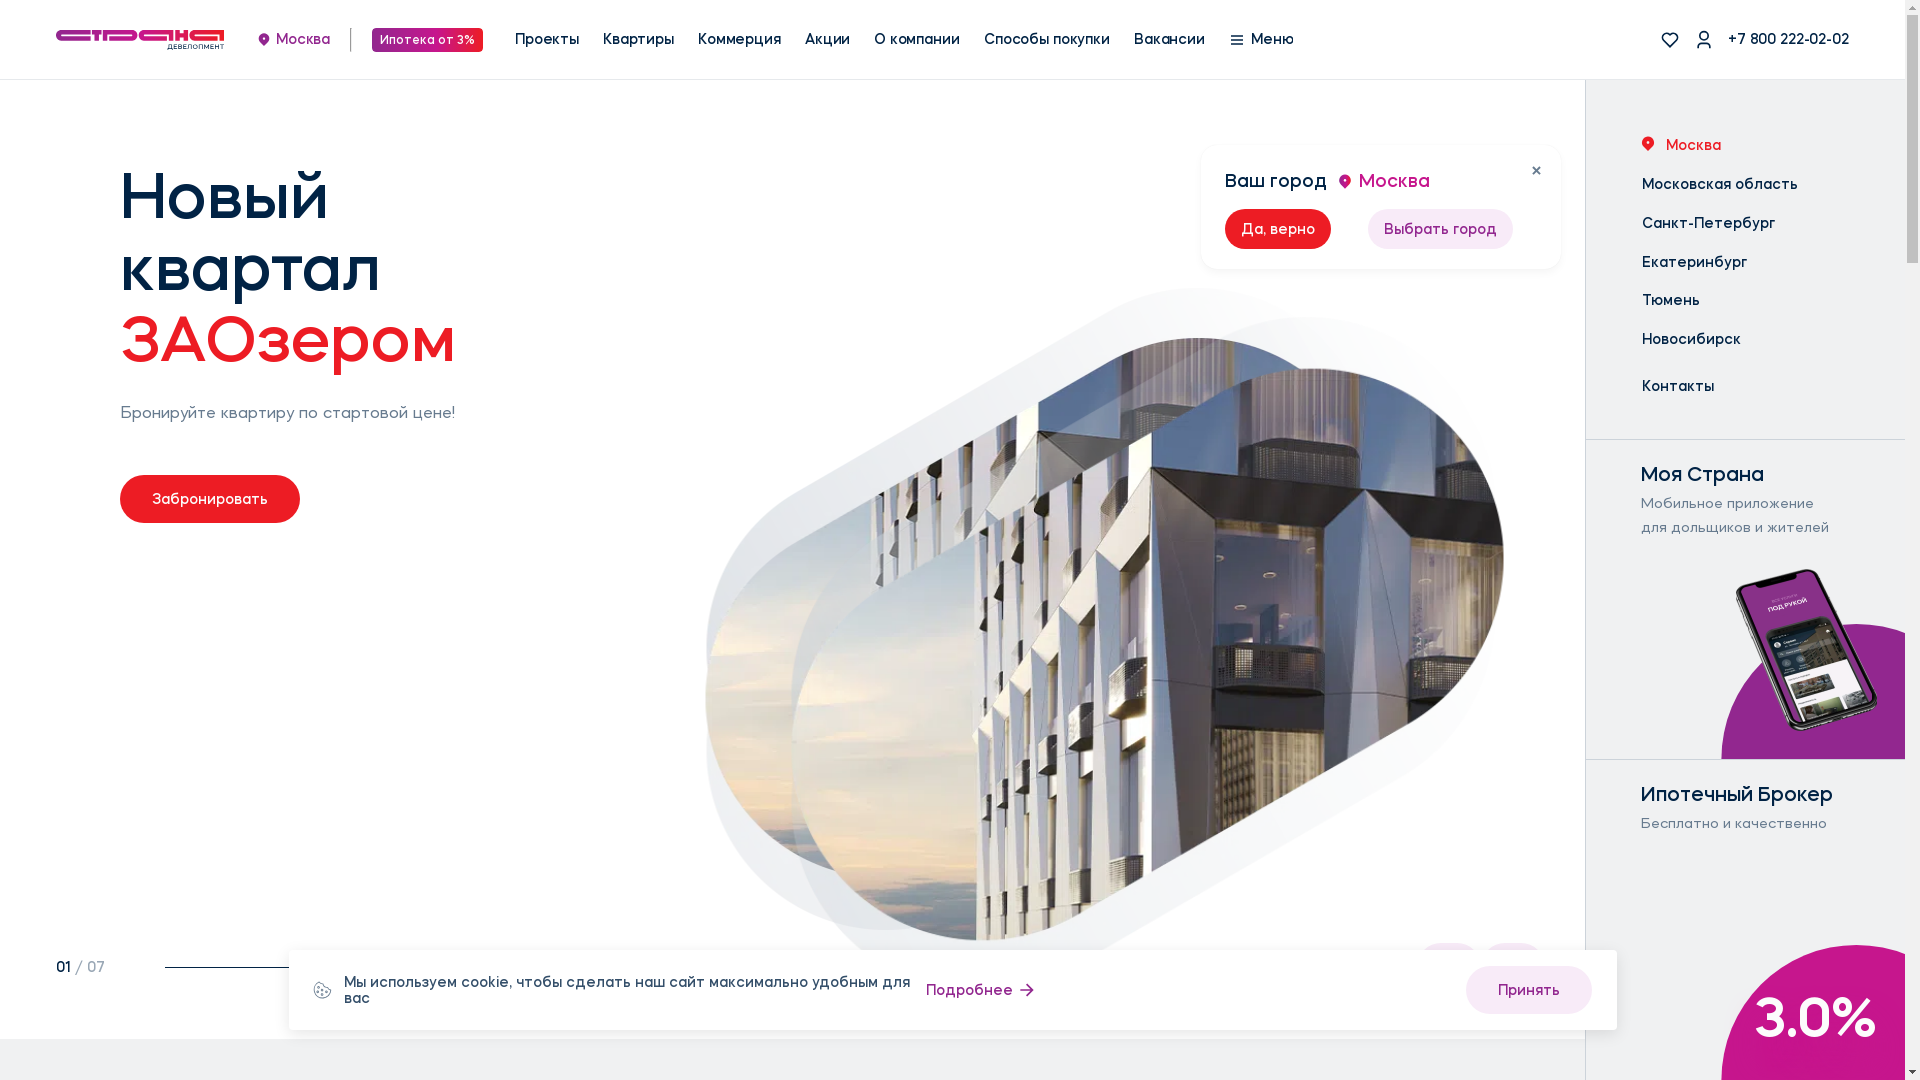 СТРАНА
ДЕВЕЛОПМЕНТ
Москва
Ипотека от 3%
Проекты
Квартиры
Коммерция
Акции
О компании
Способы покупки
Вакансии
Меню
+7 800 222-02-02
Новый
квартал
ЗАОзером
Бронируйте квартиру по стартовой цене!
Забронировать
Ваш город
Москва
Да, верно
Выбрать город
Москва
Московская область
Санкт-Петербург
Екатеринбург
Тюмень
Новосибирск
Контакты
Моя Страна
Мобильное приложение
для дольщиков и жителей
ПОД РУКОЙ
Ипотечный Брокер
Бесплатно и качественно
3.0%
01 / 07
Мы используем cookie, чтобы сделать наш сайт максимально удобным для
вас
Подробнее
Принять